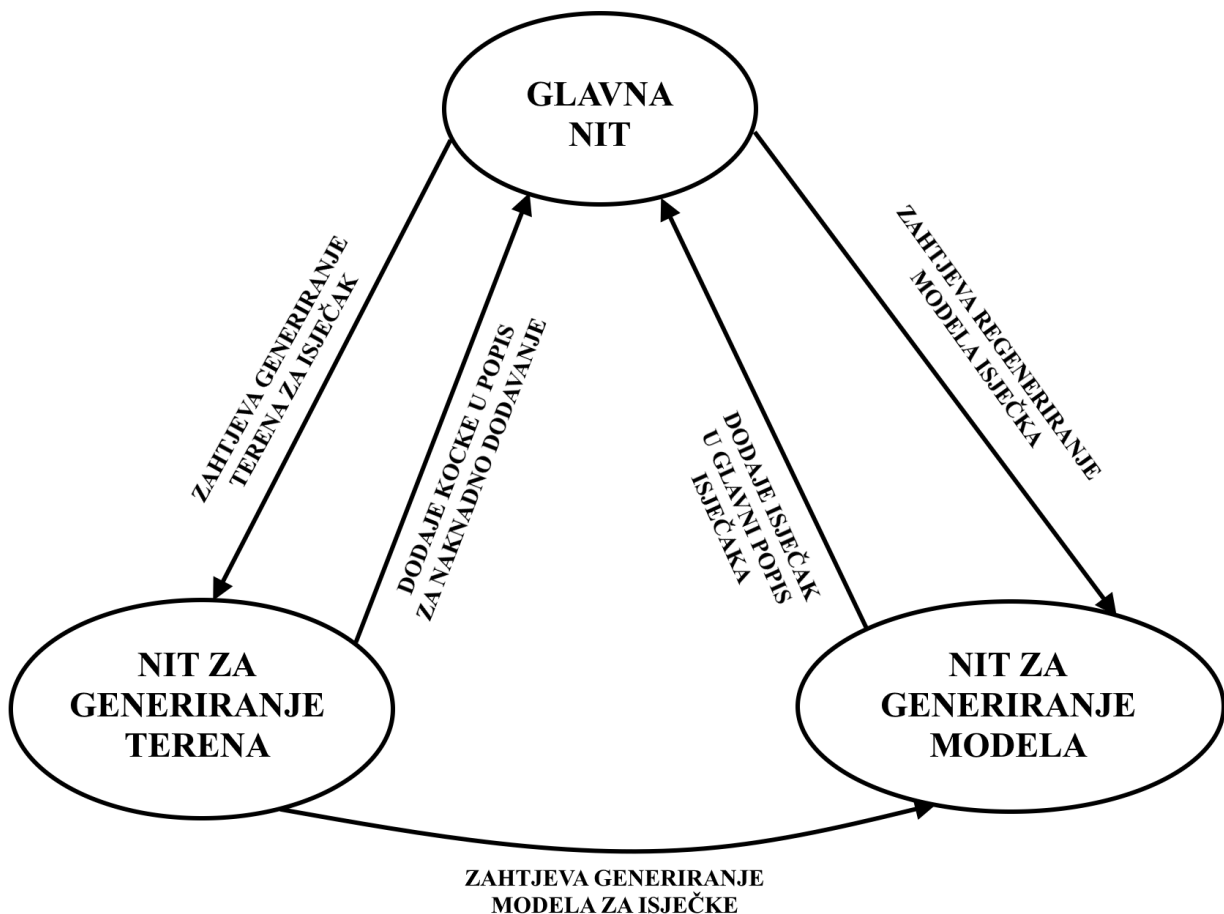 GLAVNA
NIT
ZAHTJEVA GENERIRANJE
TERENA ZA ISJEČAK
DODAJE KOCKE U POPIS
ZA NAKNADNO DODAVANJE
DODAJE ISJEČAK
U GLAVNI POPIS
ISJEČAKA
ZAHTJEVA REGENERIRANJE
MODELA ISJEČKA
NIT ZA
GENERIRANJE
TERENA
NIT ZA
GENERIRANJE
MODELA
ZAHTJEVA GENERIRANJE
MODELA ZA ISJEČKE